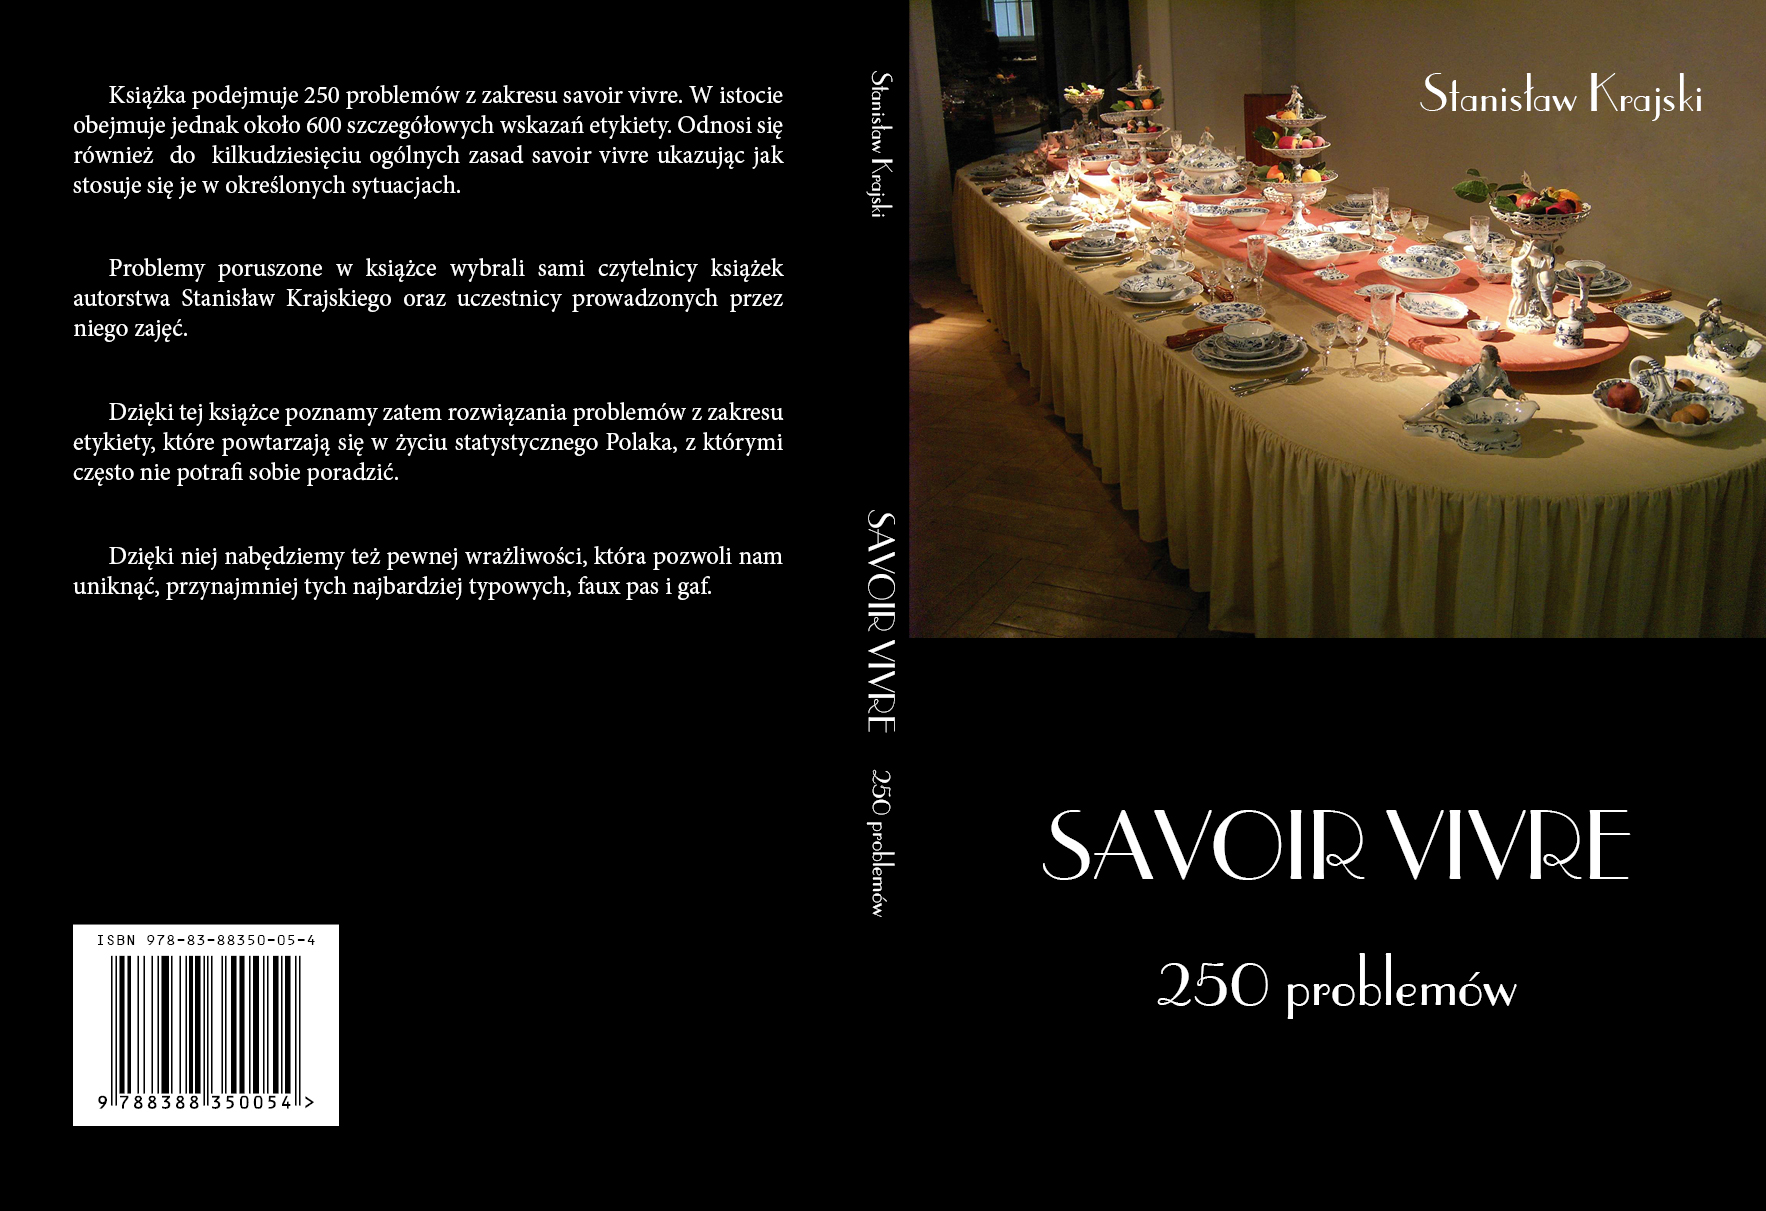 Książka podejmuje 250 problemów z zakresu savoir vivre. W istocie
obejmuje jednak około 600 szczegółowych wskazań etykiety. Odnosi się
również do kilkudziesięciu ogólnych zasad savoir vivre ukazując jak
stosuje się je w określonych sytuacjach.
Problemy poruszone w książce wybrali sami czytelnicy książek
autorstwa Stanisław Krajskiego oraz uczestnicy prowadzonych przez
niego zajęć.
Dzięki tej książce poznamy zatem rozwiązania problemów z zakresu
etykiety, które powtarzają się w życiu statystycznego Polaka, z którymi
często nie potrafi sobie poradzić.
Dzięki niej nabędziemy też pewnej wrażliwości, która pozwoli nam
uniknąć, przynajmniej tych najbardziej typowych, faux pas i gaf.
ISBN 978-83-88350-05-4
9 788388 350054 >
Stanisław Krajski
SAVOIR VIVRE
250 problemów
Stanisław Krajski
SAVOIR VIVRE
250 problemów